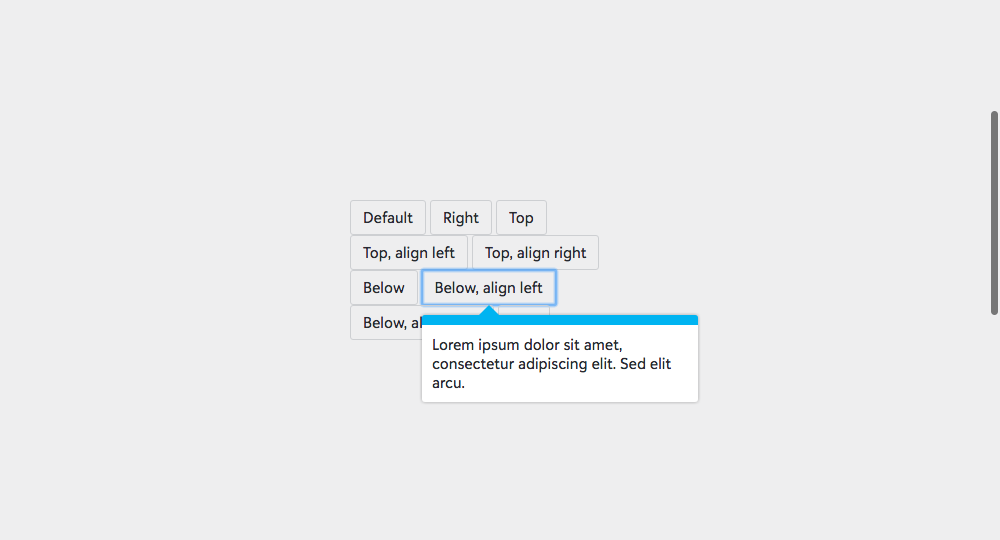 Default Right Top
Top, align left Top, align right
Below Below, align left
Below,
Lorem ipsum dolor sit amet,
consectetur adipiscing elit. Sed elit
arcu.